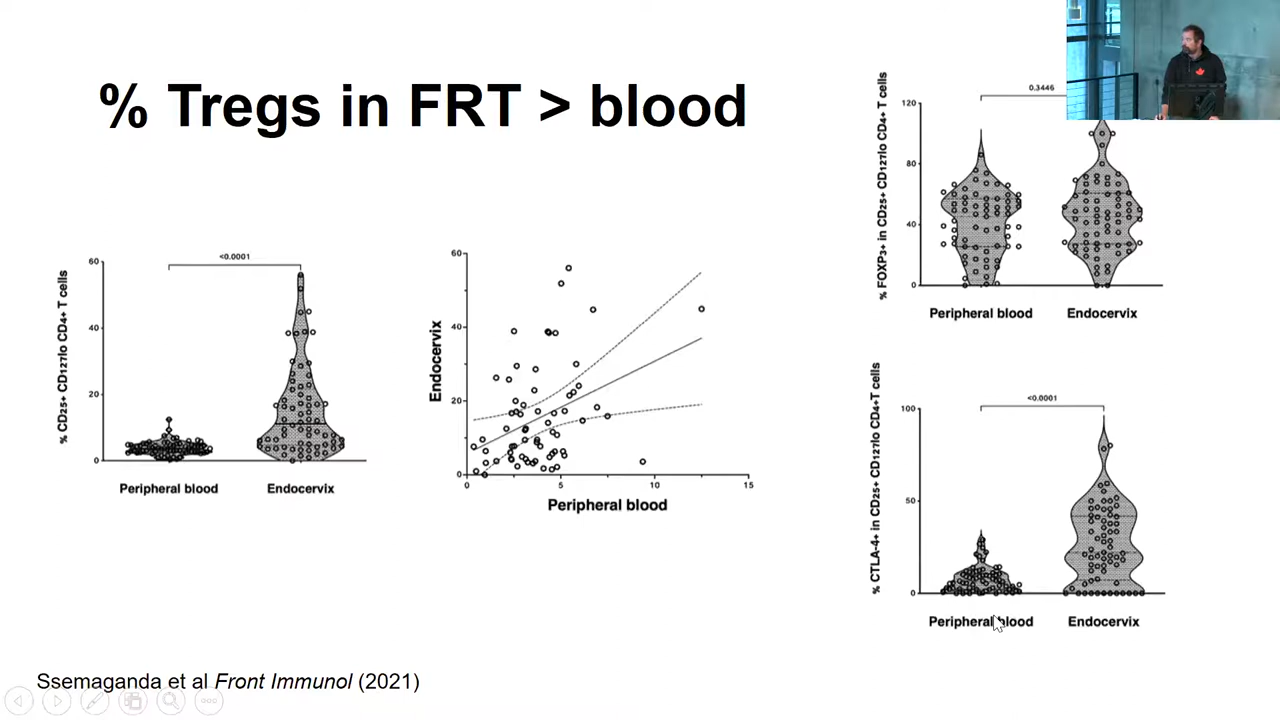 % Tregs in FRT > blood
% CD25+ CD127lo CD4+ T cells
60
40
20
0
<0.0001
Peripheral blood
Endocervix
Endocervix
60
40
20
0
0
5
10
15
Peripheral blood
% FOXP3+ in CD25+ CD127lo CD4+ T cells
120
80
40
0
0.3446
Peripheral blood
Endocervix
% CTLA-4+ in CD25+ CD127lo CD4+T cells
100
50
0
<0.0001
Peripheral blood
Endocervix
Ssemaganda et al Front Immunol (2021)